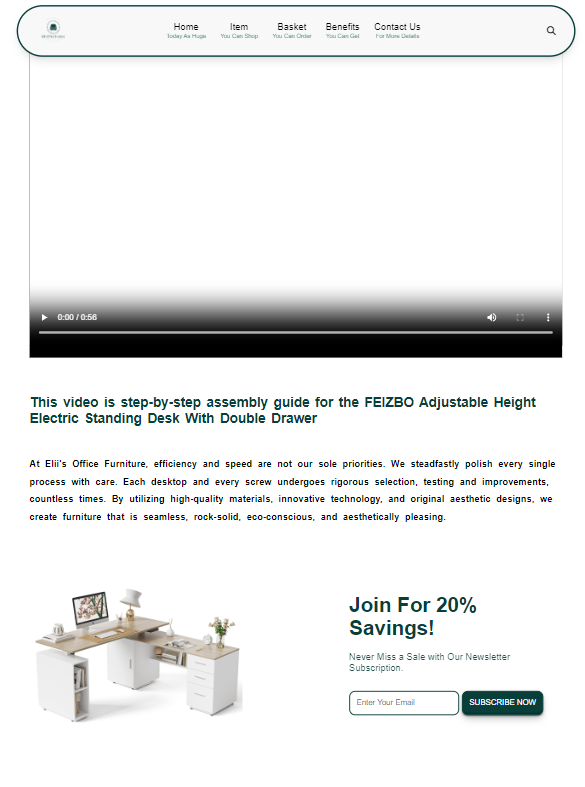 Home Item Basket Benefits Contact Us
Today As Huge You Can Shop You Can Order You Can Get For More Details
0:00 / 0:56
This video is step-by-step assembly guide for the FEIZBO Adjustable Height
Electric Standing Desk With Double Drawer
At Elii's Office Furniture, efficiency and speed are not our sole priorities. We steadfastly polish every single
process with care. Each desktop and every screw undergoes rigorous selection, testing and improvements,
countless times. By utilizing high-quality materials, innovative technology, and original aesthetic designs, we
create furniture that is seamless, rock-solid, eco-conscious, and aesthetically pleasing.
Join For 20%
Savings!
Never Miss a Sale with Our Newsletter
Subscription.
Enter Your Email SUBSCRIBE NOW